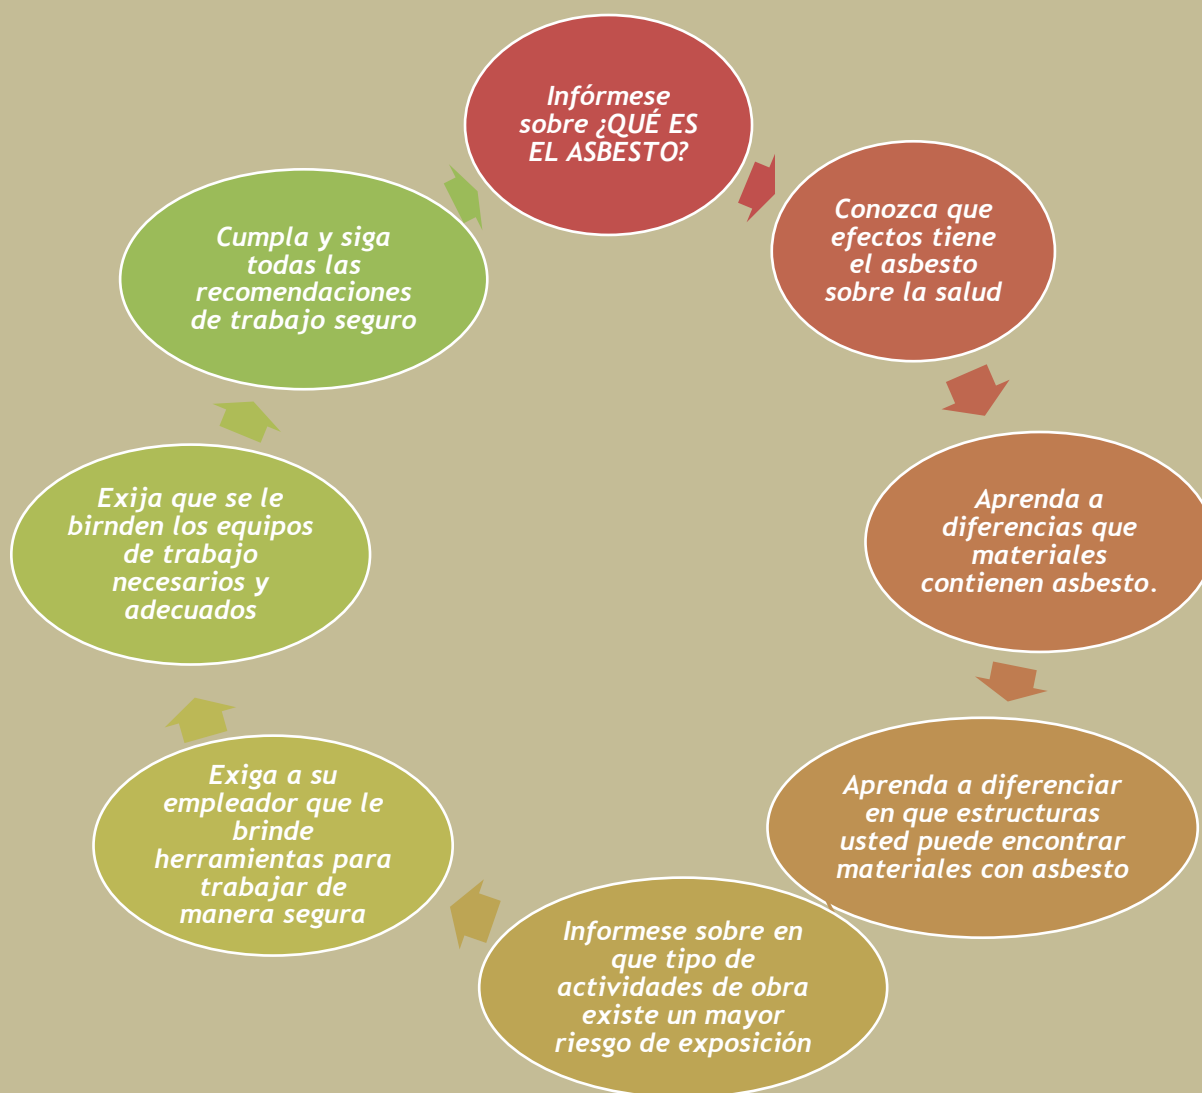 Infórmese
sobre ¿QUÉ ES
EL ASBESTO?
Conozca que
efectos tiene
el asbesto
sobre la salud
Aprenda a
diferencias que
materiales
contienen asbesto.
Aprenda a diferenciar
en que estructuras
usted puede encontrar
materiales con asbesto
Informese sobre en
que tipo de
actividades de obra
existe un mayor
riesgo de exposición
Exiga a su
empleador que le
brinde
herramientas para
trabajar de
manera segura
Exija que se le
birnden los equipos
de trabajo
necesarios y
adecuados
Cumpla y siga
todas las
recomendaciones
de trabajo seguro